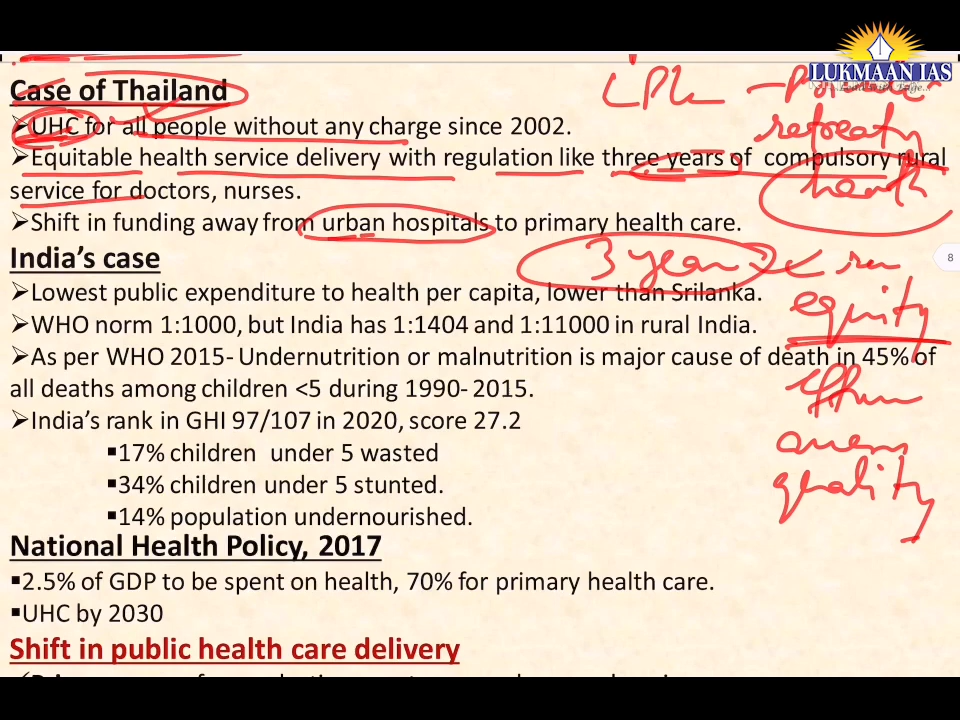 LUKMAAN IAS
Case of Thailand
➢UHC for all people without any charge since 2002.
➢Equitable health service delivery with regulation like three years of compulsory rural
service for doctors, nurses.
➢Shift in funding away from urban hospitals to primary health care.
India's case
➢Lowest public expenditure to health per capita, lower than Srilanka.
➢WHO norm 1:1000, but India has 1:1404 and 1:11000 in rural India.
➢As per WHO 2015- Undernutrition or malnutrition is major cause of death in 45% of
all deaths among children <5 during 1990- 2015.
➢India's rank in GHI 97/107 in 2020, score 27.2
▪17% children under 5 wasted
▪34% children under 5 stunted.
▪14% population undernourished.
National Health Policy, 2017
▪2.5% of GDP to be spent on health, 70% for primary health care.
▪UHC by 2030
Shift in public health care delivery
health
3 year
equity
quality
8